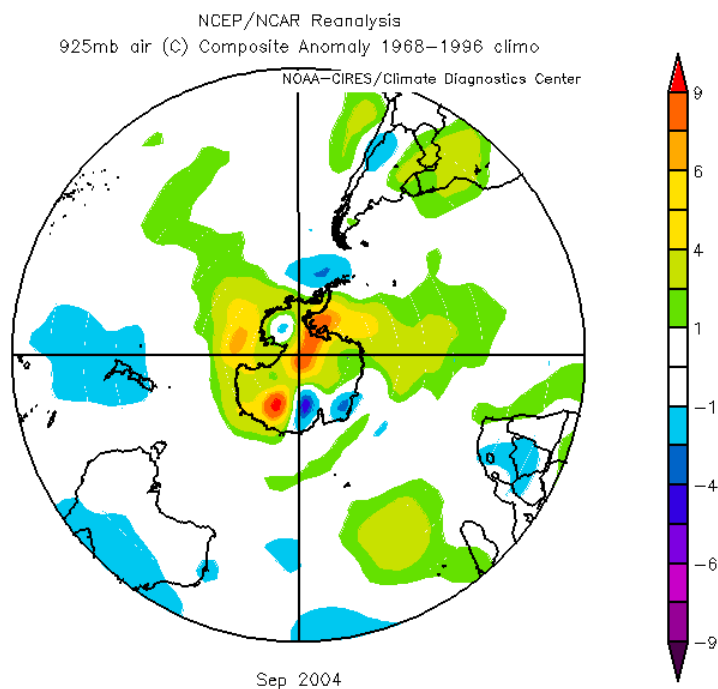 NCEP/NCAR Reanalysis
925mb air (C) Composite Anomaly 1968-1996 climo
NOAA-CIRES/Climate Diagnostics Center
9
6
4
1
-1
-4
-6
-9
Sep 2004